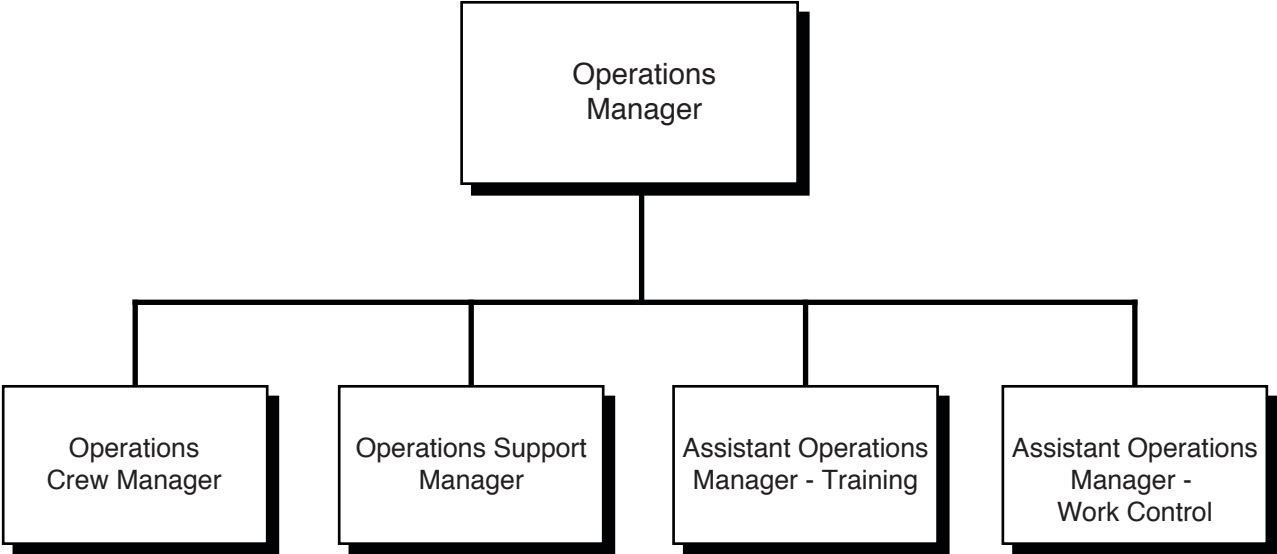 Operations
Manager
Operations
Crew Manager
Operations Support
Manager
Assistant Operations
Manager - Training
Assistant Operations
Manager -
Work Control